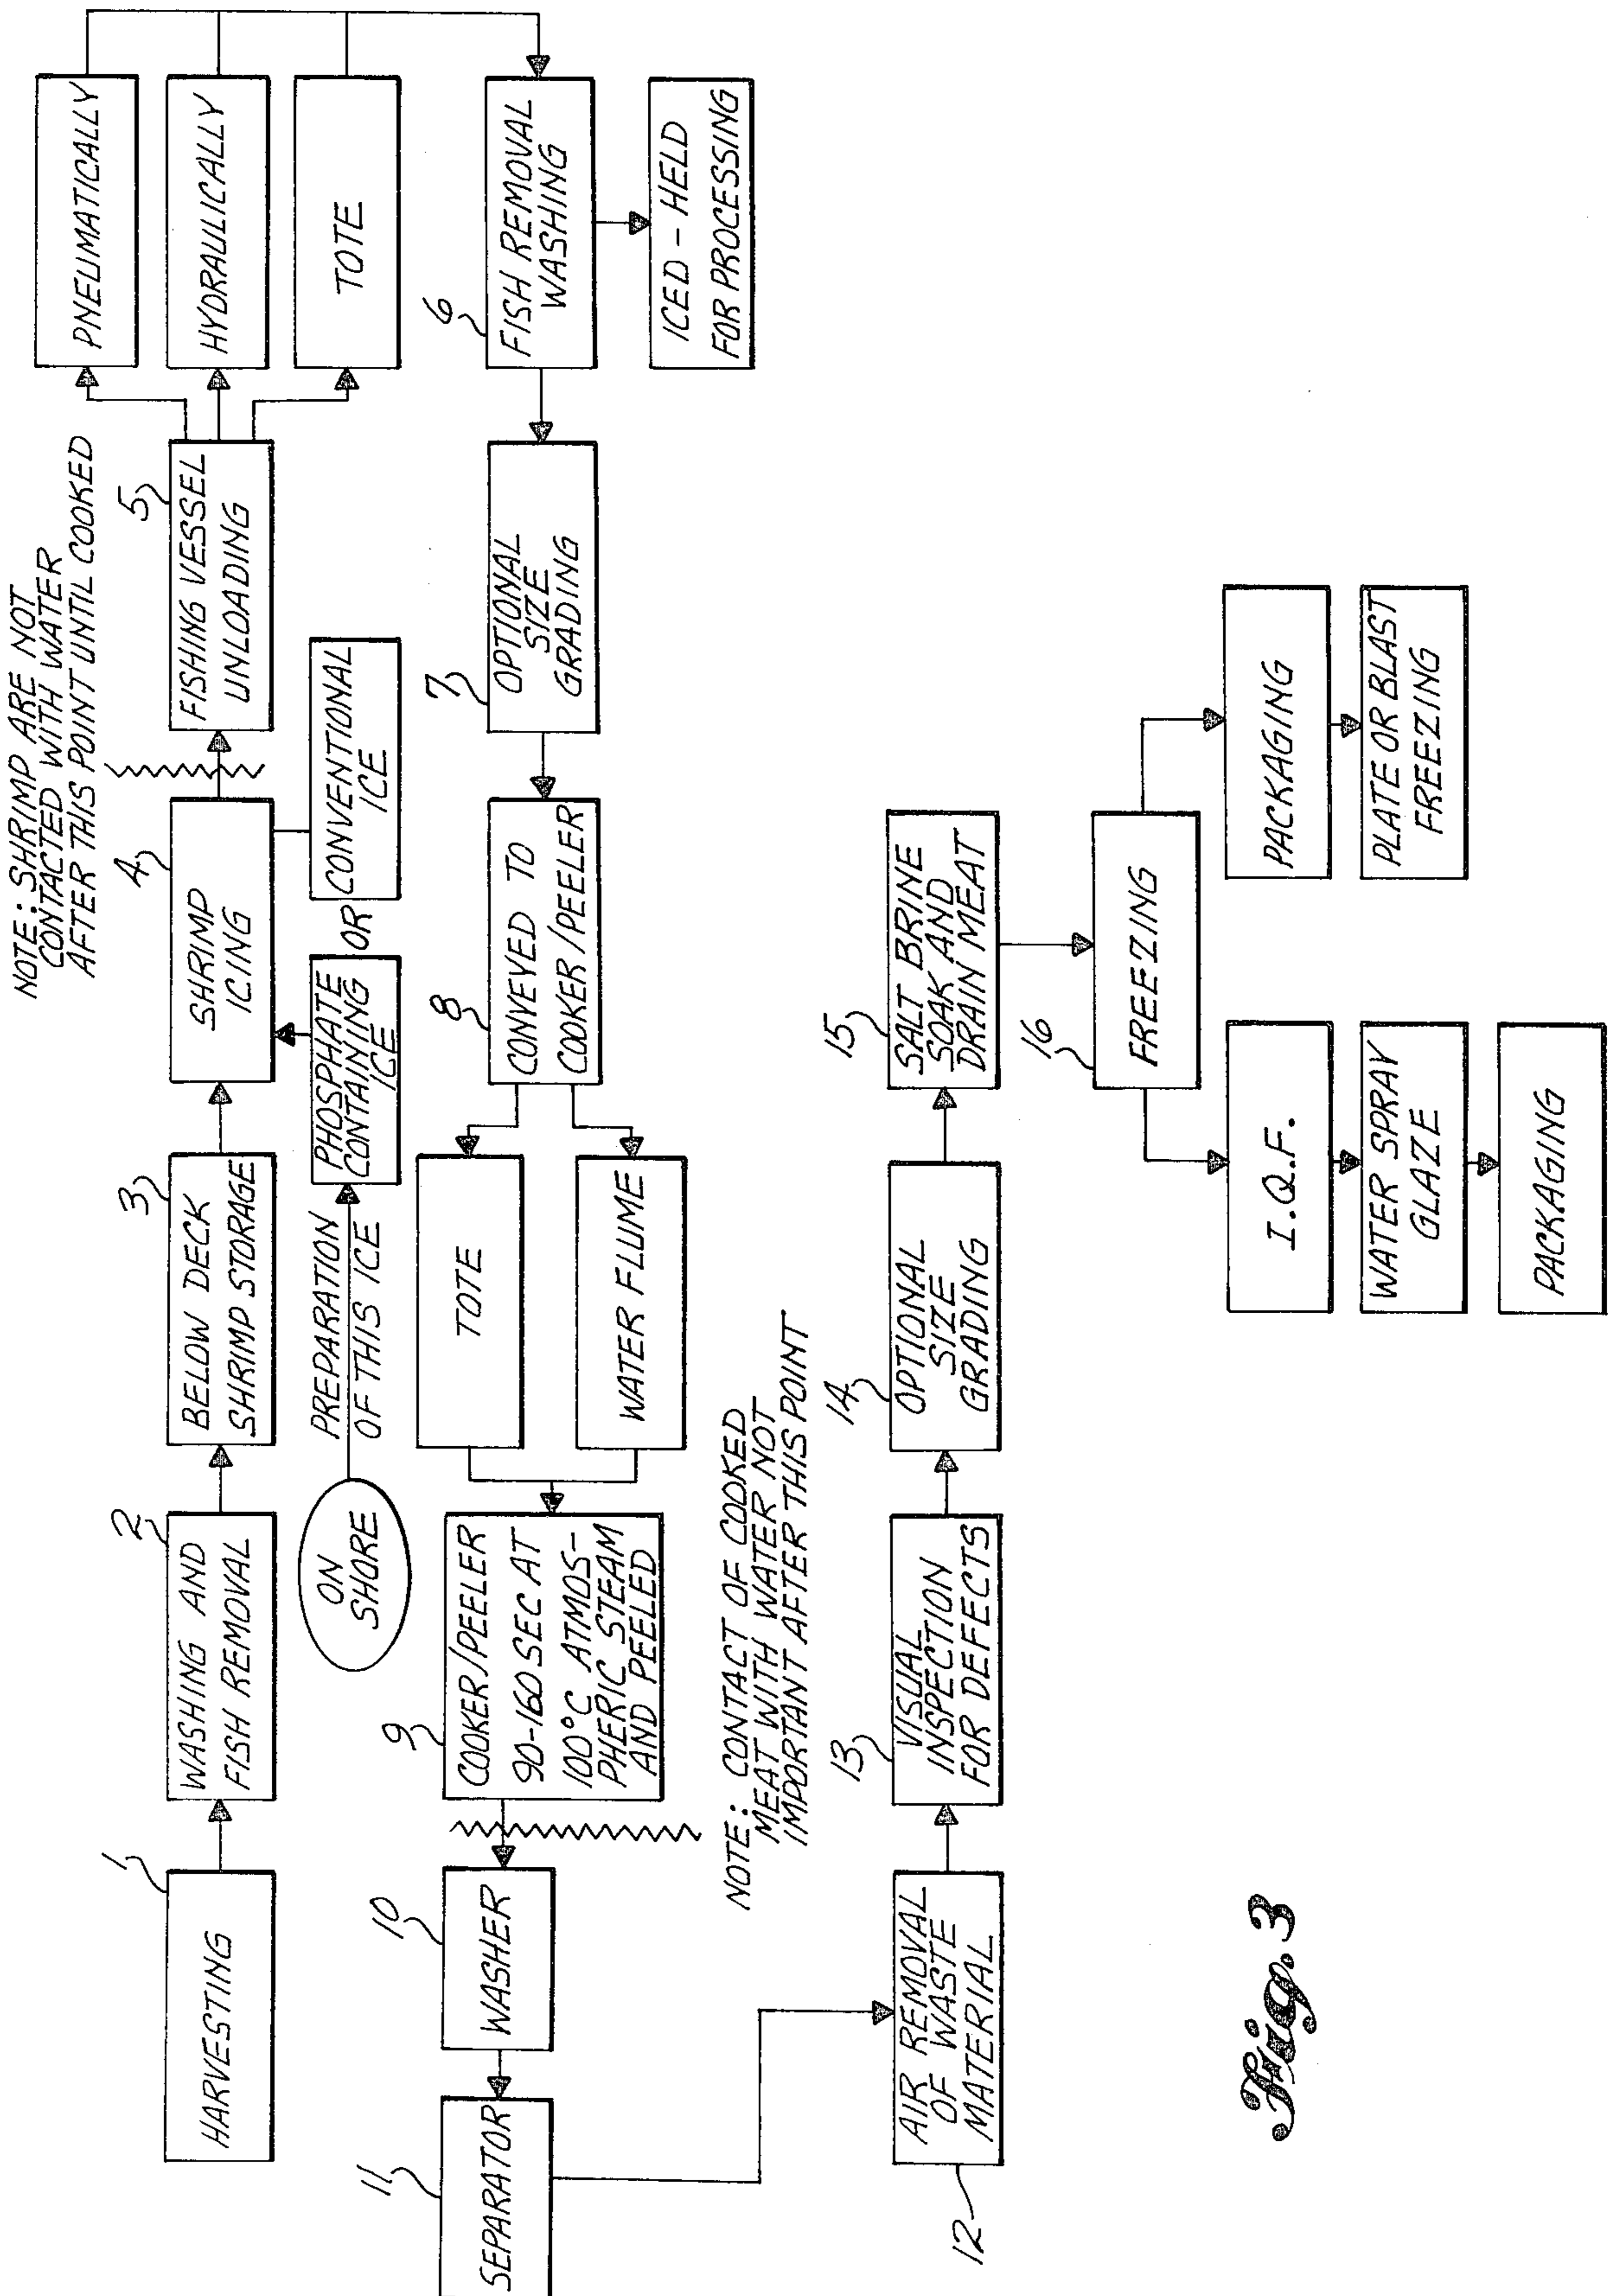 1
HARVESTING
2
WASHING AND
FISH REMOVAL
3
BELOW DECK
SHRIMP STORAGE
4
SHRIMP
ICING
NOTE: SHRIMP ARE NOT
CONTACTED WITH WATER
AFTER THIS POINT UNTIL COOKED
5
FISHING VESSEL
UNLOADING
PNEUMATICALLY
HYDRAULICALLY
TOTE
ON
SHORE
PREPARATION
OF THIS ICE
PHOSPHATE
CONTAINING
ICE
OR
CONVENTIONAL
ICE
6
FISH REMOVAL
WASHING
ICED - HELD
FOR PROCESSING
7
OPTIONAL
SIZE
GRADING
8
CONVEYED TO
COOKER/PEELER
TOTE
WATER FLUME
9
COOKER/PEELER
90-160 SEC AT
100°C ATMOS-
PHERIC STEAM
AND PEELED
NOTE: CONTACT OF COOKED
MEAT WITH WATER NOT
IMPORTANT AFTER THIS POINT
10
WASHER
11
SEPARATOR
12
AIR REMOVAL
OF WASTE
MATERIAL
13
VISUAL
INSPECTION
FOR DEFECTS
14
OPTIONAL
SIZE
GRADING
15
SALT BRINE
SOAK AND
DRAIN MEAT
16
FREEZING
I.Q.F.
WATER SPRAY
GLAZE
PACKAGING
PACKAGING
PLATE OR BLAST
FREEZING
Fig. 3